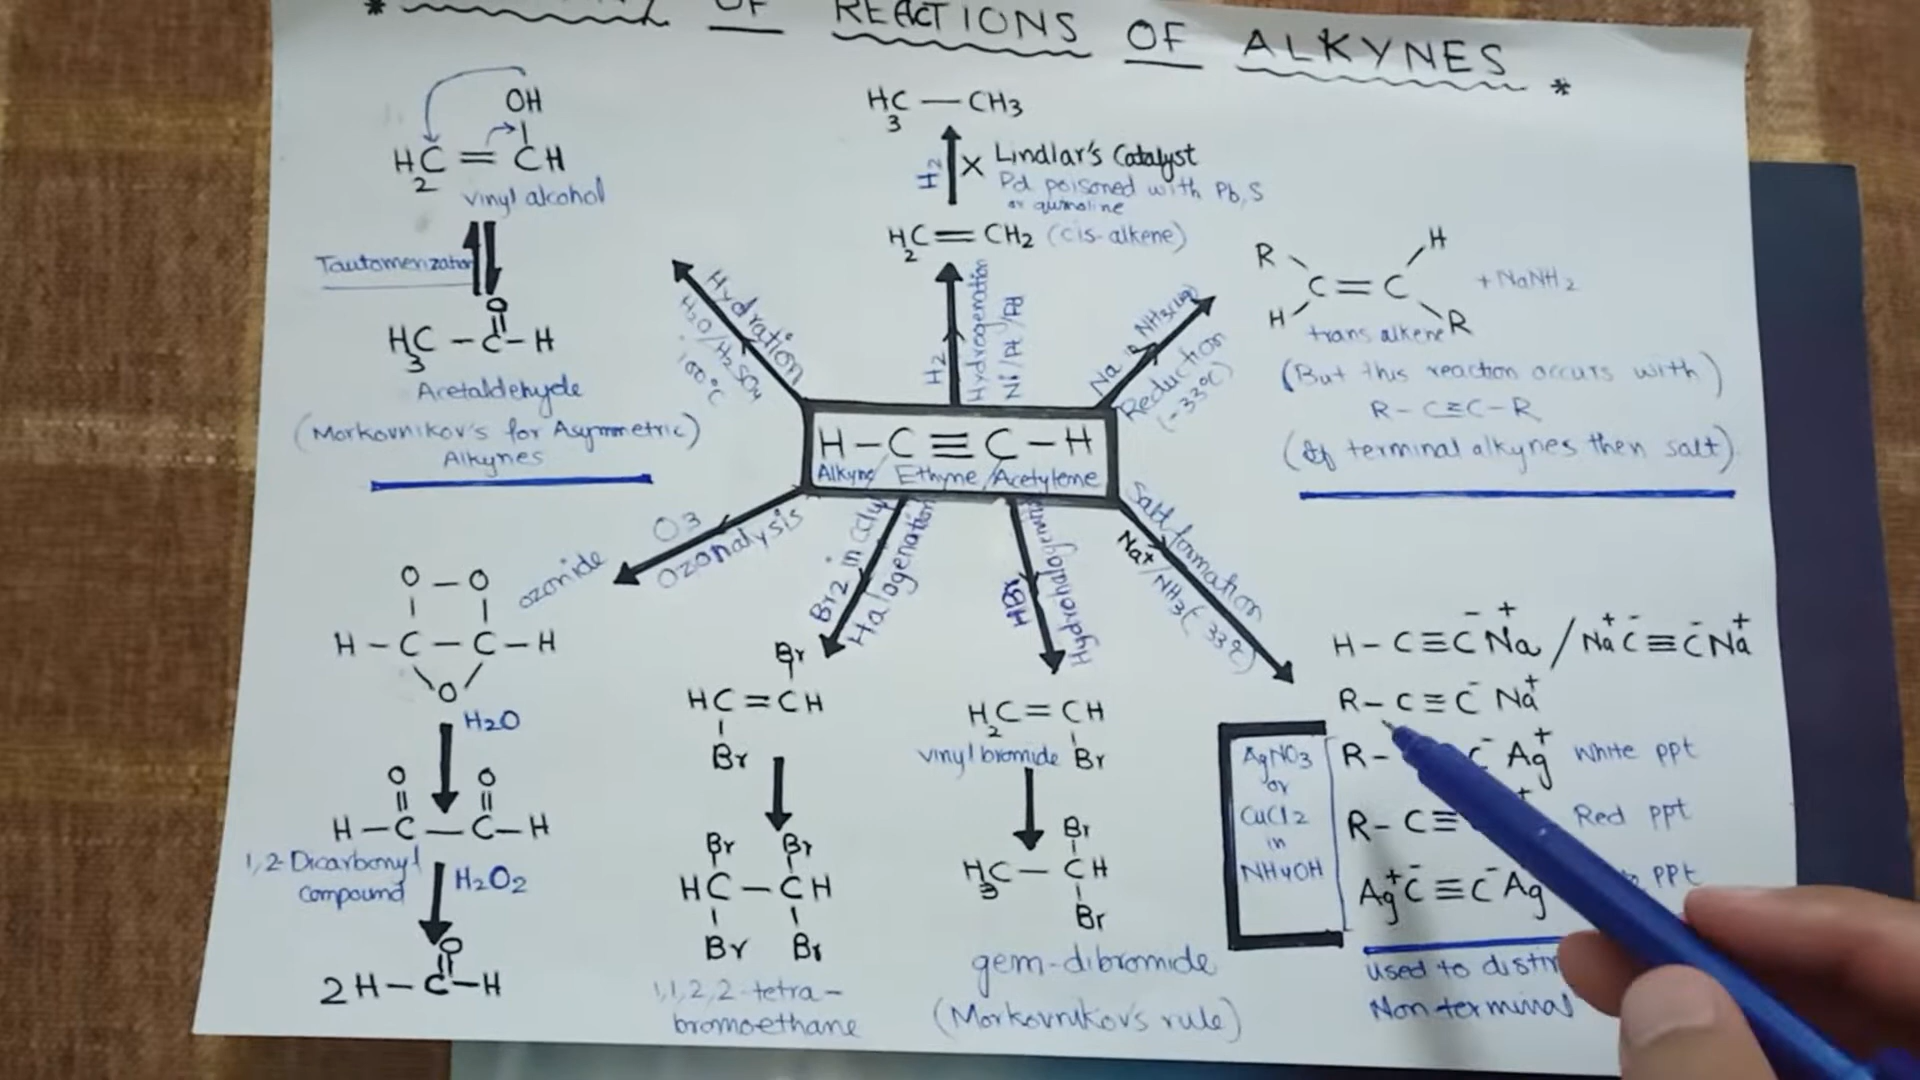 OF REACTIONS OF ALKYNES *
OH
H2C = CH
vinyl alcohol
Tautomerization
O
H3C - C - H
Acetaldehyde
(Morkovnikov's for Asymmetric)
Alkynes
Hydration
H2O/H2SO4
100°C
H3C — CH3
H2
X Lindlar's Catalyst
Pd poisoned with Pb, S
or quinoline
H2C = CH2 (cis-alkene)
H2
Hydrogenation
Ni/Pt/Pd
Na in NH3(liq)
Reduction
(-33°C)
R H
C = C + NaNH2
H R
trans alkene
(But this reaction occurs with)
R - C≡C - R
(If terminal alkynes then salt)
H - C ≡ C - H
Alkyne/ Ethyne/Acetylene
O3
Ozonalysis
ozonide
O - O
H - C - C - H
O
H2O
O O
H - C - C - H
1,2-Dicarbonyl
Compound
H2O2
O
2H - C - H
Br2 in CCl4
Halogenation
Br
HC = CH
Br
Br Br
HC - CH
Br Br
1,1,2,2-tetra-
bromoethane
HBr
H2C = CH
vinyl bromide Br
Br
H3C - CH
Br
gem-dibromide
(Morkovnikov's rule)
Salt formation
Na+/NH3( 33°C)
H - C≡C⁻ Na⁺ / Na⁺C⁻≡C⁻Na⁺
R - C≡C⁻ Na⁺
AgNO3
or
CuCl2
in
NH4OH
R - C⁻ Ag⁺ White ppt
R - C≡ + Red ppt
Ag⁺C⁻≡C⁻Ag PPt
used to
Non terminal